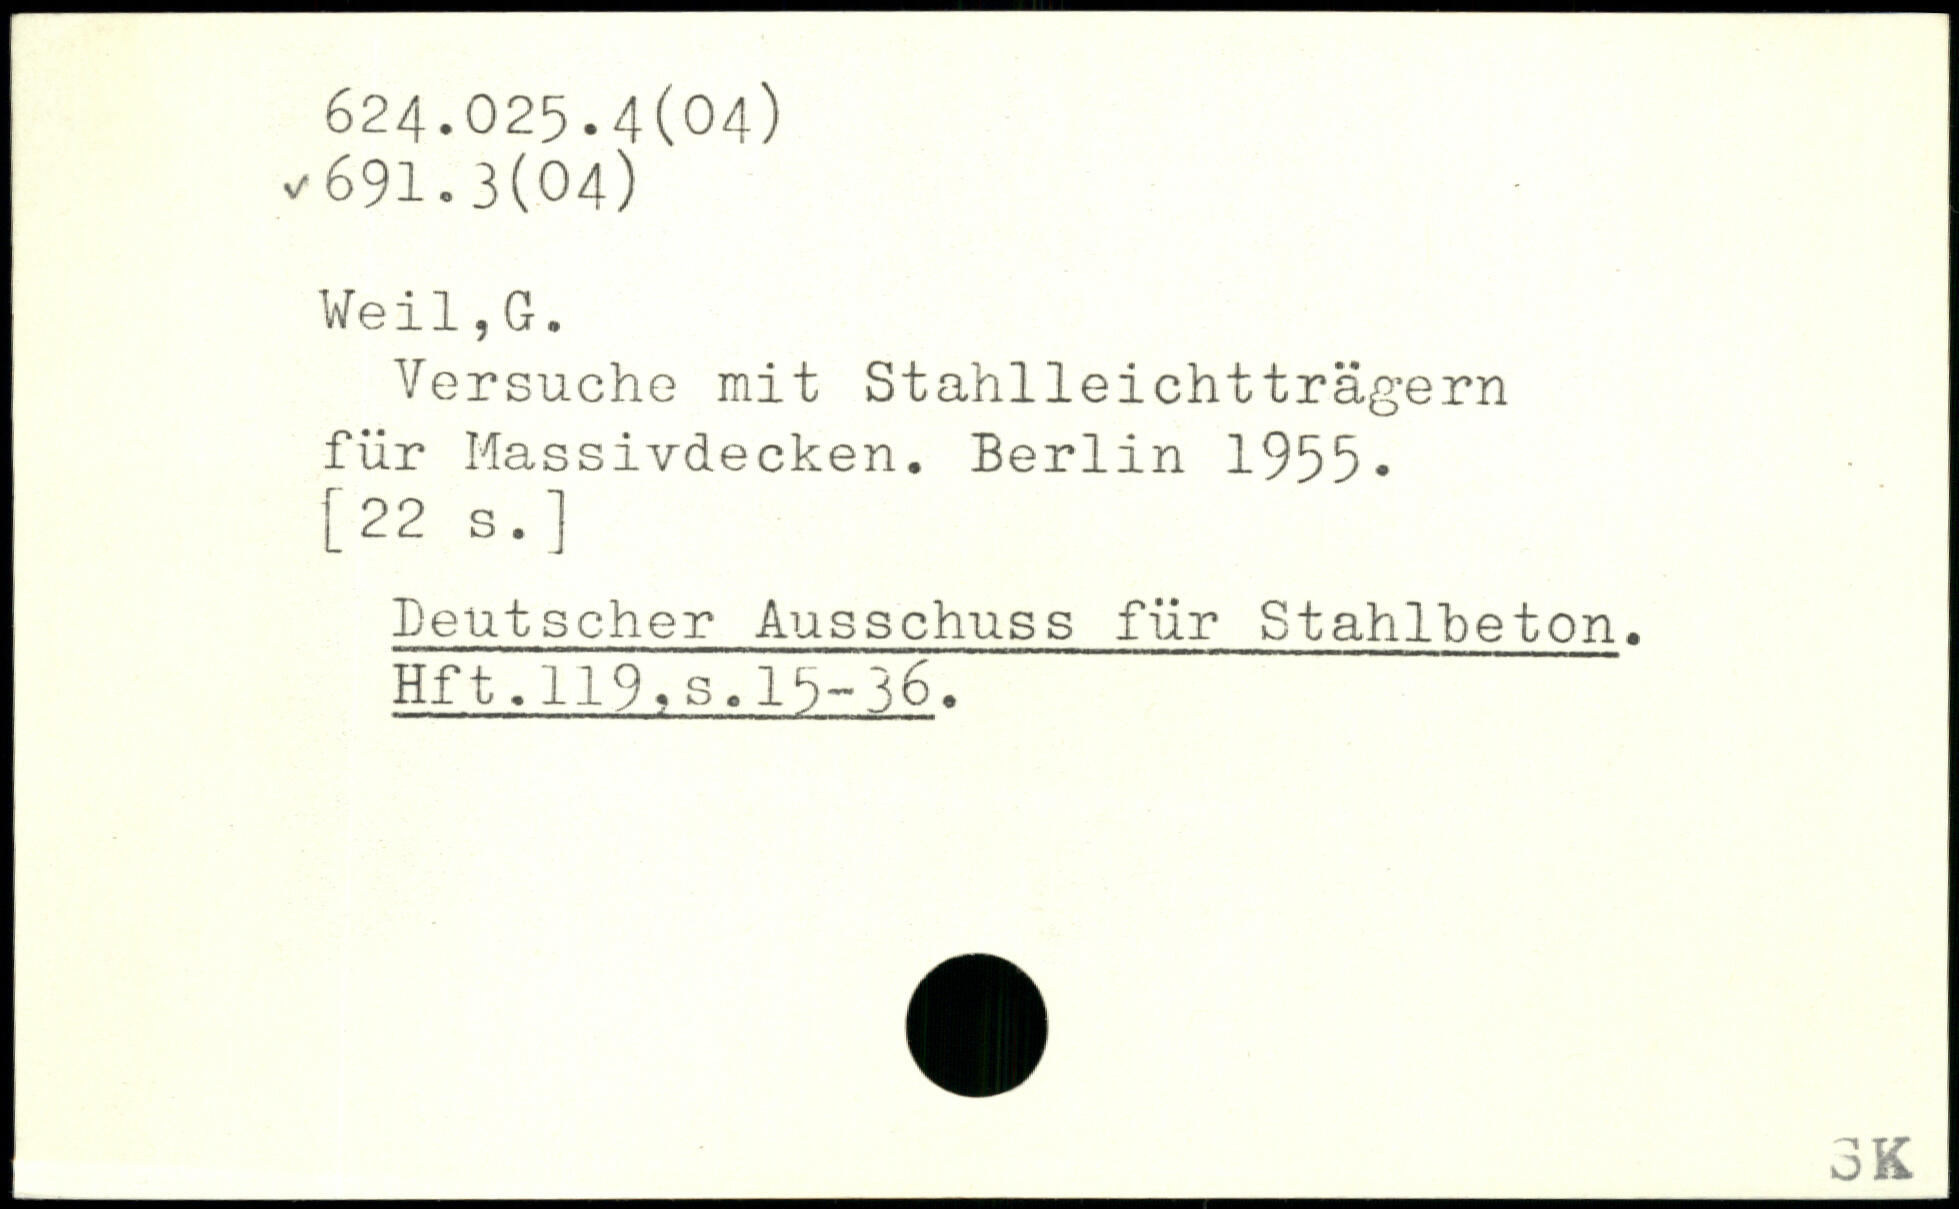 624.025.4(04)
✓691.3(04)
Weil,G.
Versuche mit Stahlleichtträgern
für Massivdecken. Berlin 1955.
[22 s.]
Deutscher Ausschuss für Stahlbeton.
Hft.119,s.15-36.
SK